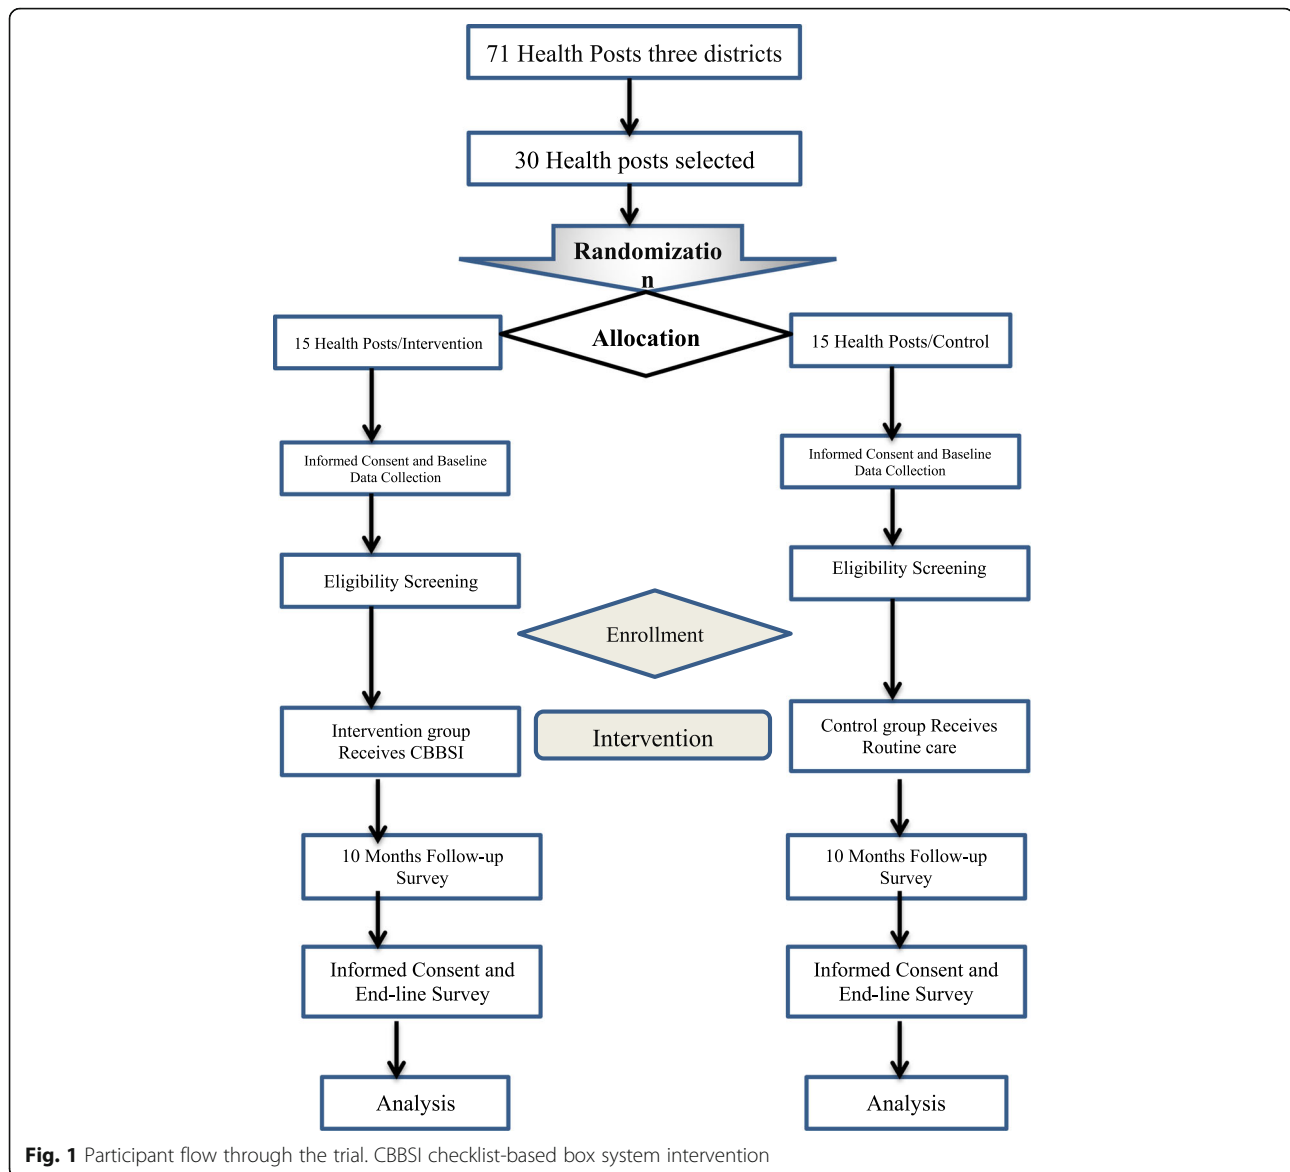 71 Health Posts three districts
30 Health posts selected
Randomizatio
n
Allocation
15 Health Posts/Intervention
15 Health Posts/Control
Informed Consent and Baseline
Data Collection
Informed Consent and Baseline
Data Collection
Eligibility Screening
Eligibility Screening
Enrollment
Intervention group
Receives CBBSI
Intervention
Control group Receives
Routine care
10 Months Follow-up
Survey
10 Months Follow-up
Survey
Informed Consent and
End-line Survey
Informed Consent and
End-line Survey
Analysis
Analysis
Fig. 1 Participant flow through the trial. CBBSI checklist-based box system intervention